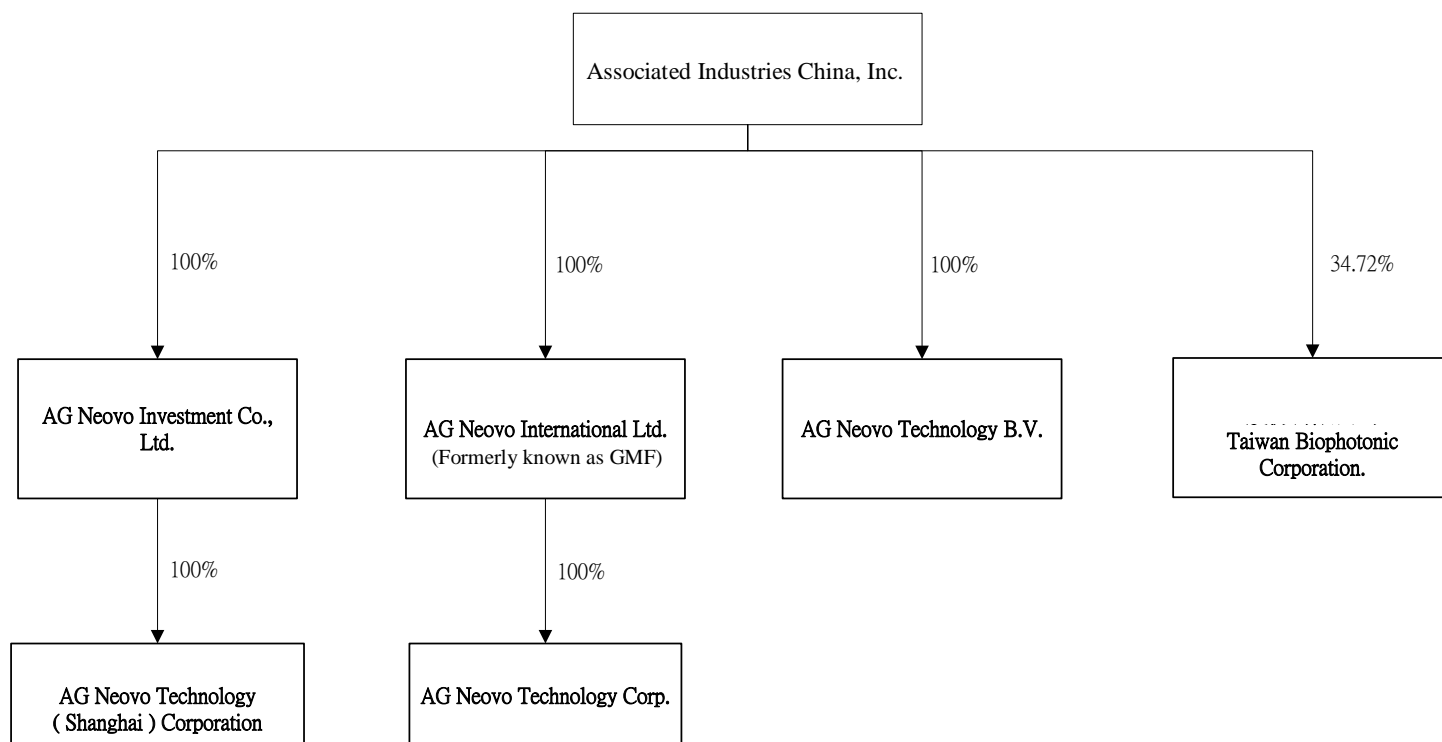 Associated Industries China, Inc.
100%
100%
100%
34.72%
AG Neovo Investment Co.,
Ltd.
AG Neovo International Ltd.
(Formerly known as GMF)
AG Neovo Technology B.V.
Taiwan Biophotonic
Corporation.
100%
100%
AG Neovo Technology
( Shanghai ) Corporation
AG Neovo Technology Corp.